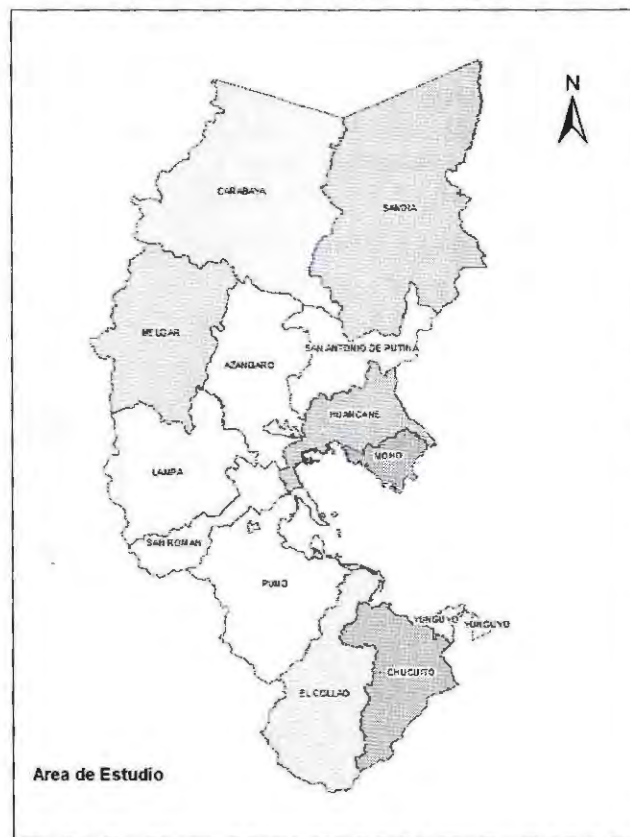 N
CARABAYA
SANDIA
MELGAR
AZANGARO
SAN ANTONIO DE PUTINA
HUANCANE
MOHO
LAMPA
SAN ROMAN
PUNO
YUNGUYO
YUNGUYO
CHUCUITO
EL COLLAO
Area de Estudio